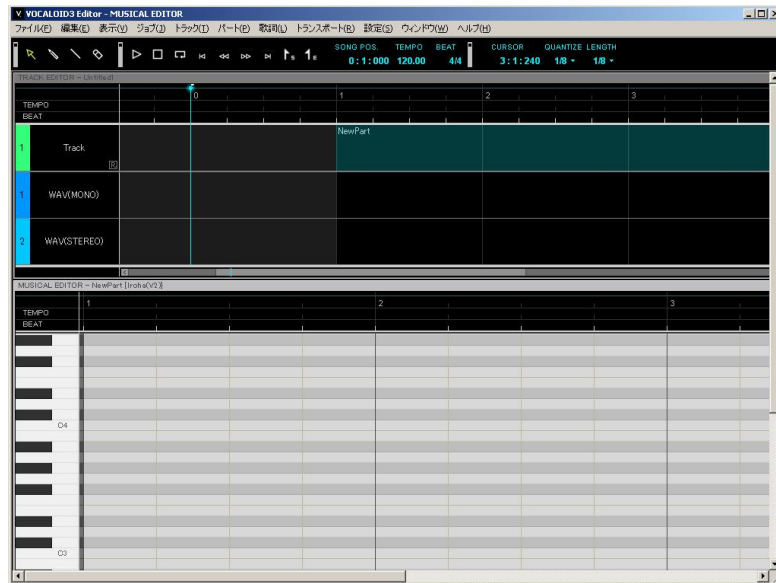 VOCALOID3 Editor - MUSICAL EDITOR
ファイル(F) 編集(E) 表示(V) ジョブ(J) トラック(T) パート(P) 歌詞(L) トランスポート(R) 設定(S) ウィンドウ(W) ヘルプ(H)
SONG POS. TEMPO BEAT CURSOR QUANTIZE LENGTH
0:1:000 120.00 4/4 3:1:240 1/8 1/8
TRACK EDITOR - Untitled1
0 1 2 3
TEMPO
BEAT
NewPart
1 Track
R
1 WAV(MONO)
2 WAV(STEREO)
MUSICAL EDITOR - NewPart [Iroha(V2)]
1 2 3
TEMPO
BEAT
C4
C3